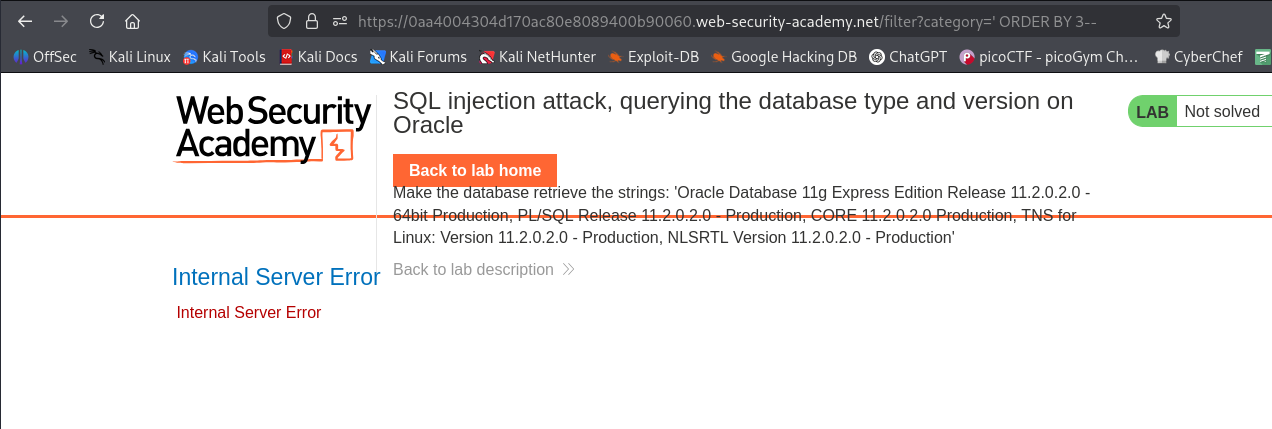 https://0aa4004304d170ac80e8089400b90060.web-security-academy.net/filter?category=' ORDER BY 3--
OffSec Kali Linux Kali Tools Kali Docs Kali Forums Kali NetHunter Exploit-DB Google Hacking DB ChatGPT picoCTF - picoGym Ch… CyberChef
Web Security
Academy
SQL injection attack, querying the database type and version on
Oracle
LAB Not solved
Back to lab home
Make the database retrieve the strings: 'Oracle Database 11g Express Edition Release 11.2.0.2.0 -
64bit Production, PL/SQL Release 11.2.0.2.0 - Production, CORE 11.2.0.2.0 Production, TNS for
Linux: Version 11.2.0.2.0 - Production, NLSRTL Version 11.2.0.2.0 - Production'
Back to lab description
Internal Server Error
Internal Server Error